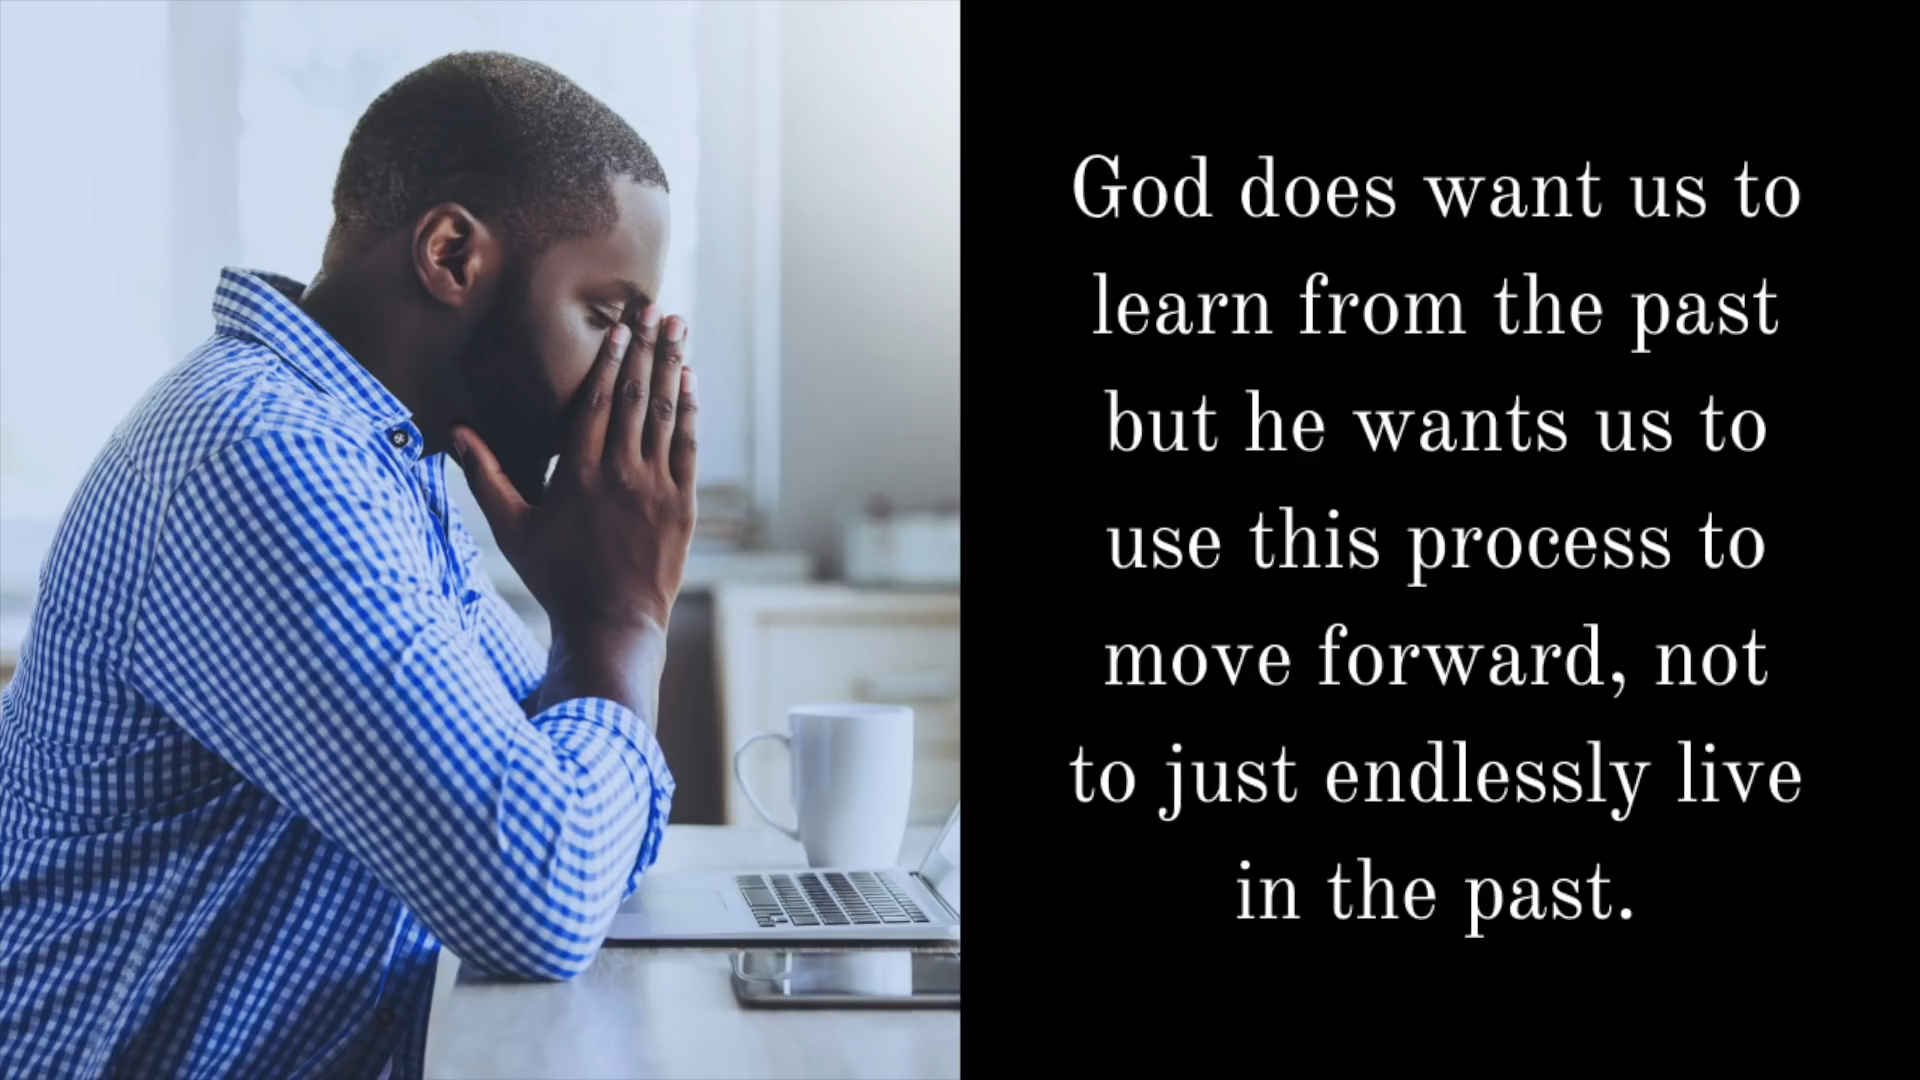 God does want us to
learn from the past
but he wants us to
use this process to
move forward, not
to just endlessly live
in the past.